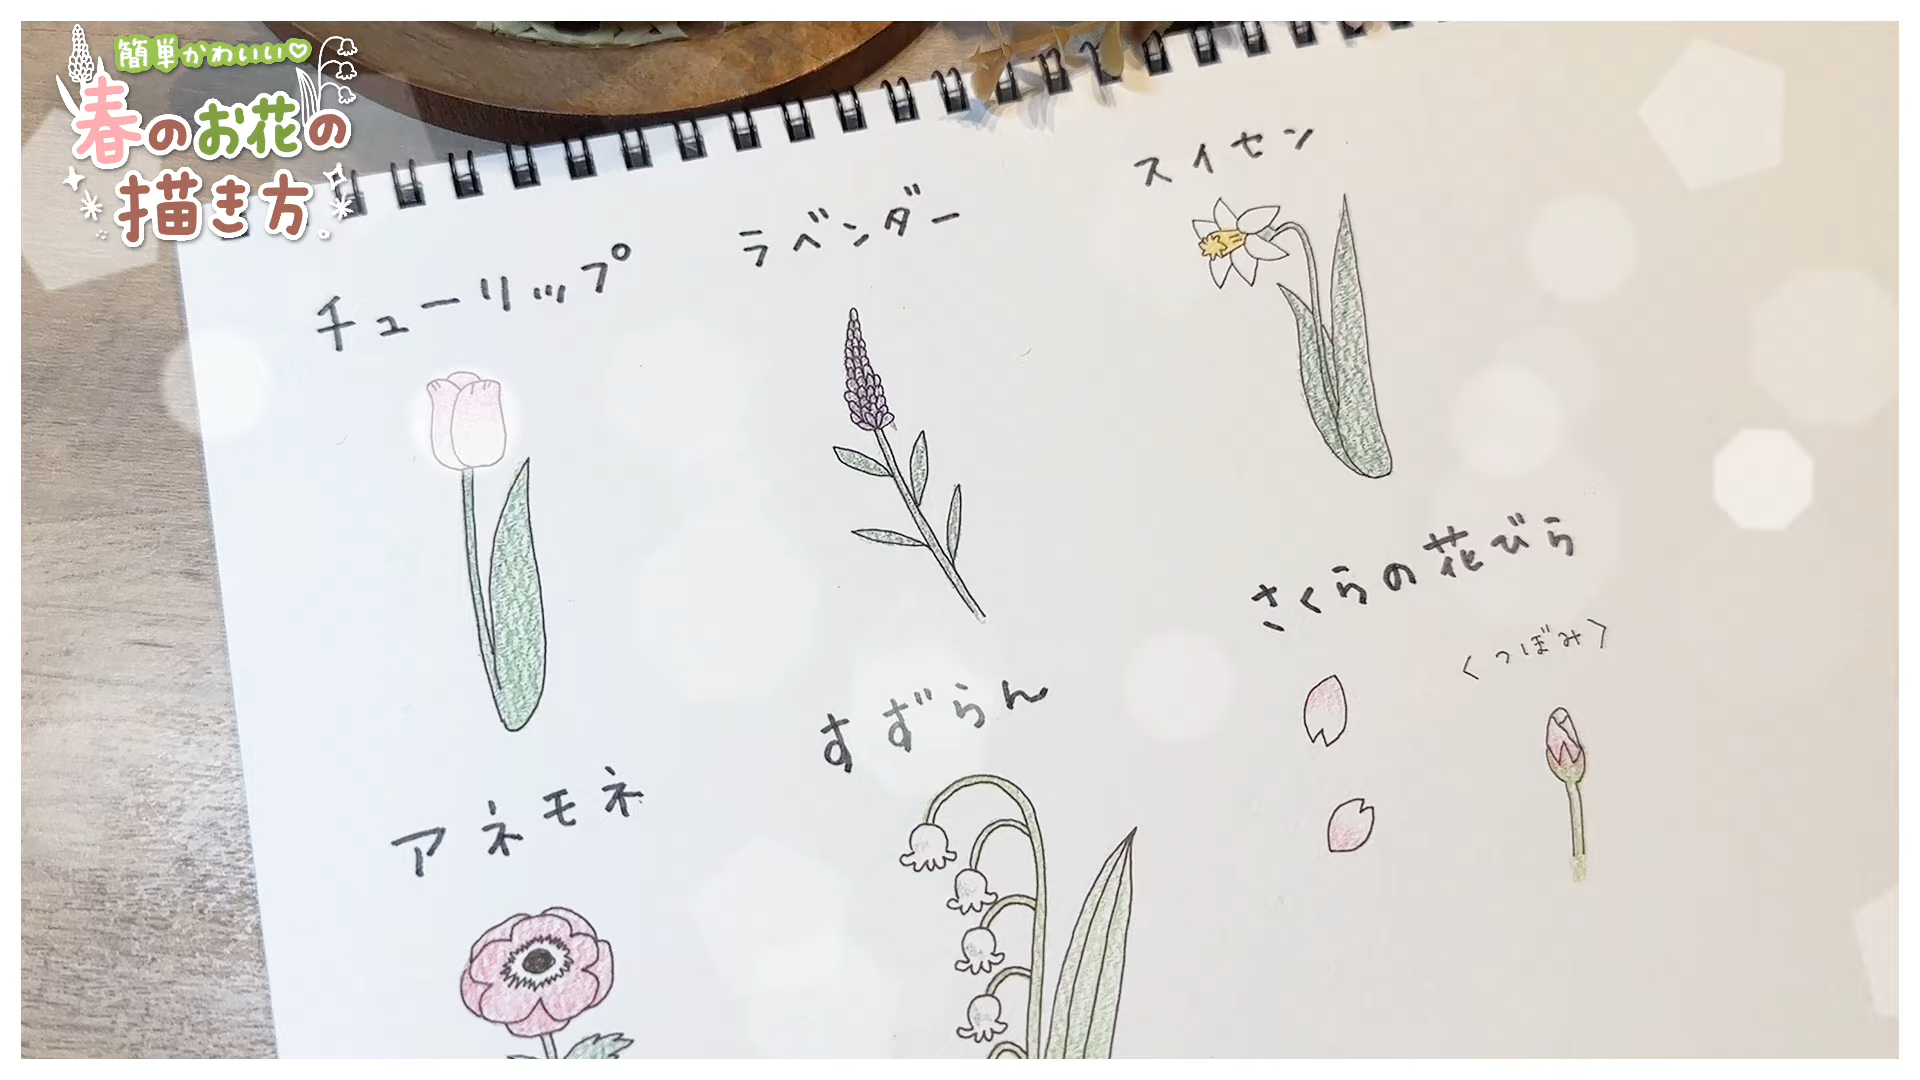 簡単かわいい♡
春のお花の
描き方
チューリップ
ラベンダー
スイセン
アネモネ
すずらん
さくらの花びら
〈つぼみ〉